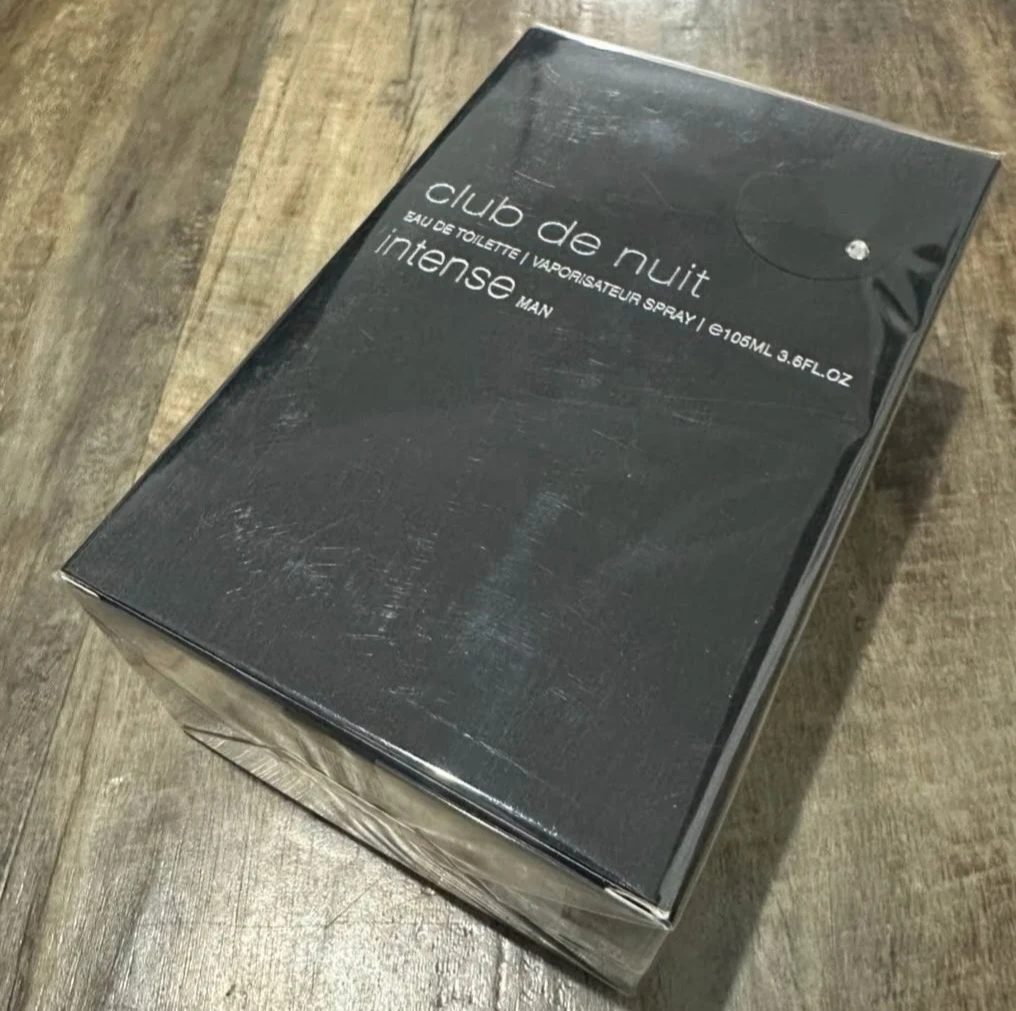 club de nuit
EAU DE TOILETTE | VAPORISATEUR SPRAY | ℮105ML 3.6FL.OZ
intense MAN